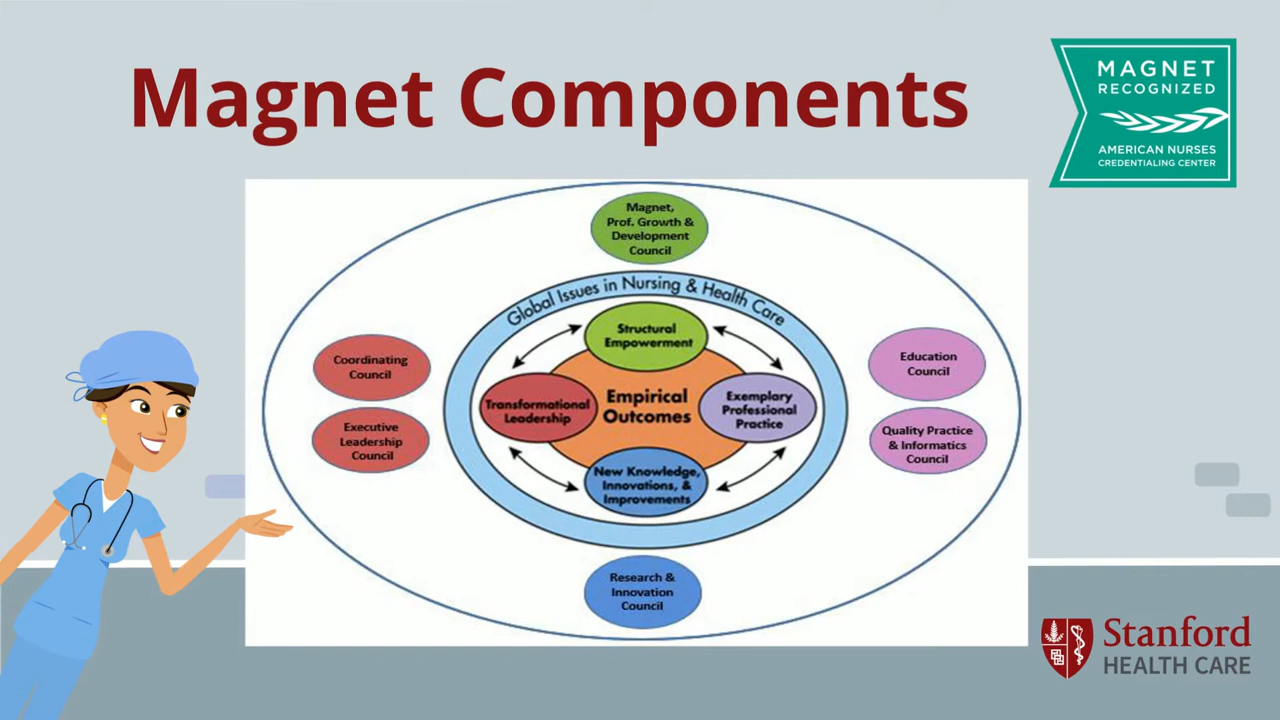 Magnet Components
MAGNET
RECOGNIZED
AMERICAN NURSES
CREDENTIALING CENTER
Magnet,
Prof. Growth &
Development
Council
Global Issues in Nursing & Health Care
Structural
Empowerment
Coordinating
Council
Executive
Leadership
Council
Transformational
Leadership
Empirical
Outcomes
Exemplary
Professional
Practice
Education
Council
Quality Practice
& Informatics
Council
New Knowledge,
Innovations, &
Improvements
Research &
Innovation
Council
Stanford
HEALTH CARE